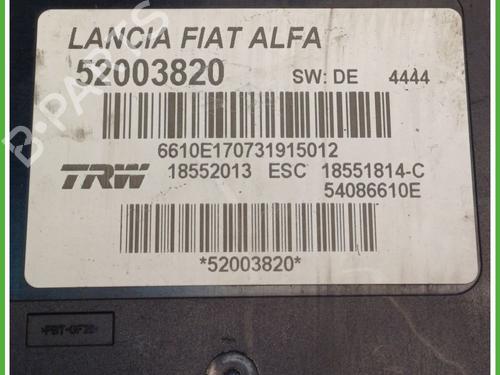 LANCIA FIAT ALFA
52003820 SW: DE 4444
6610E170731915012
TRW 18552013 ESC 18551814-C
54086610E
*52003820*
B-PARTS